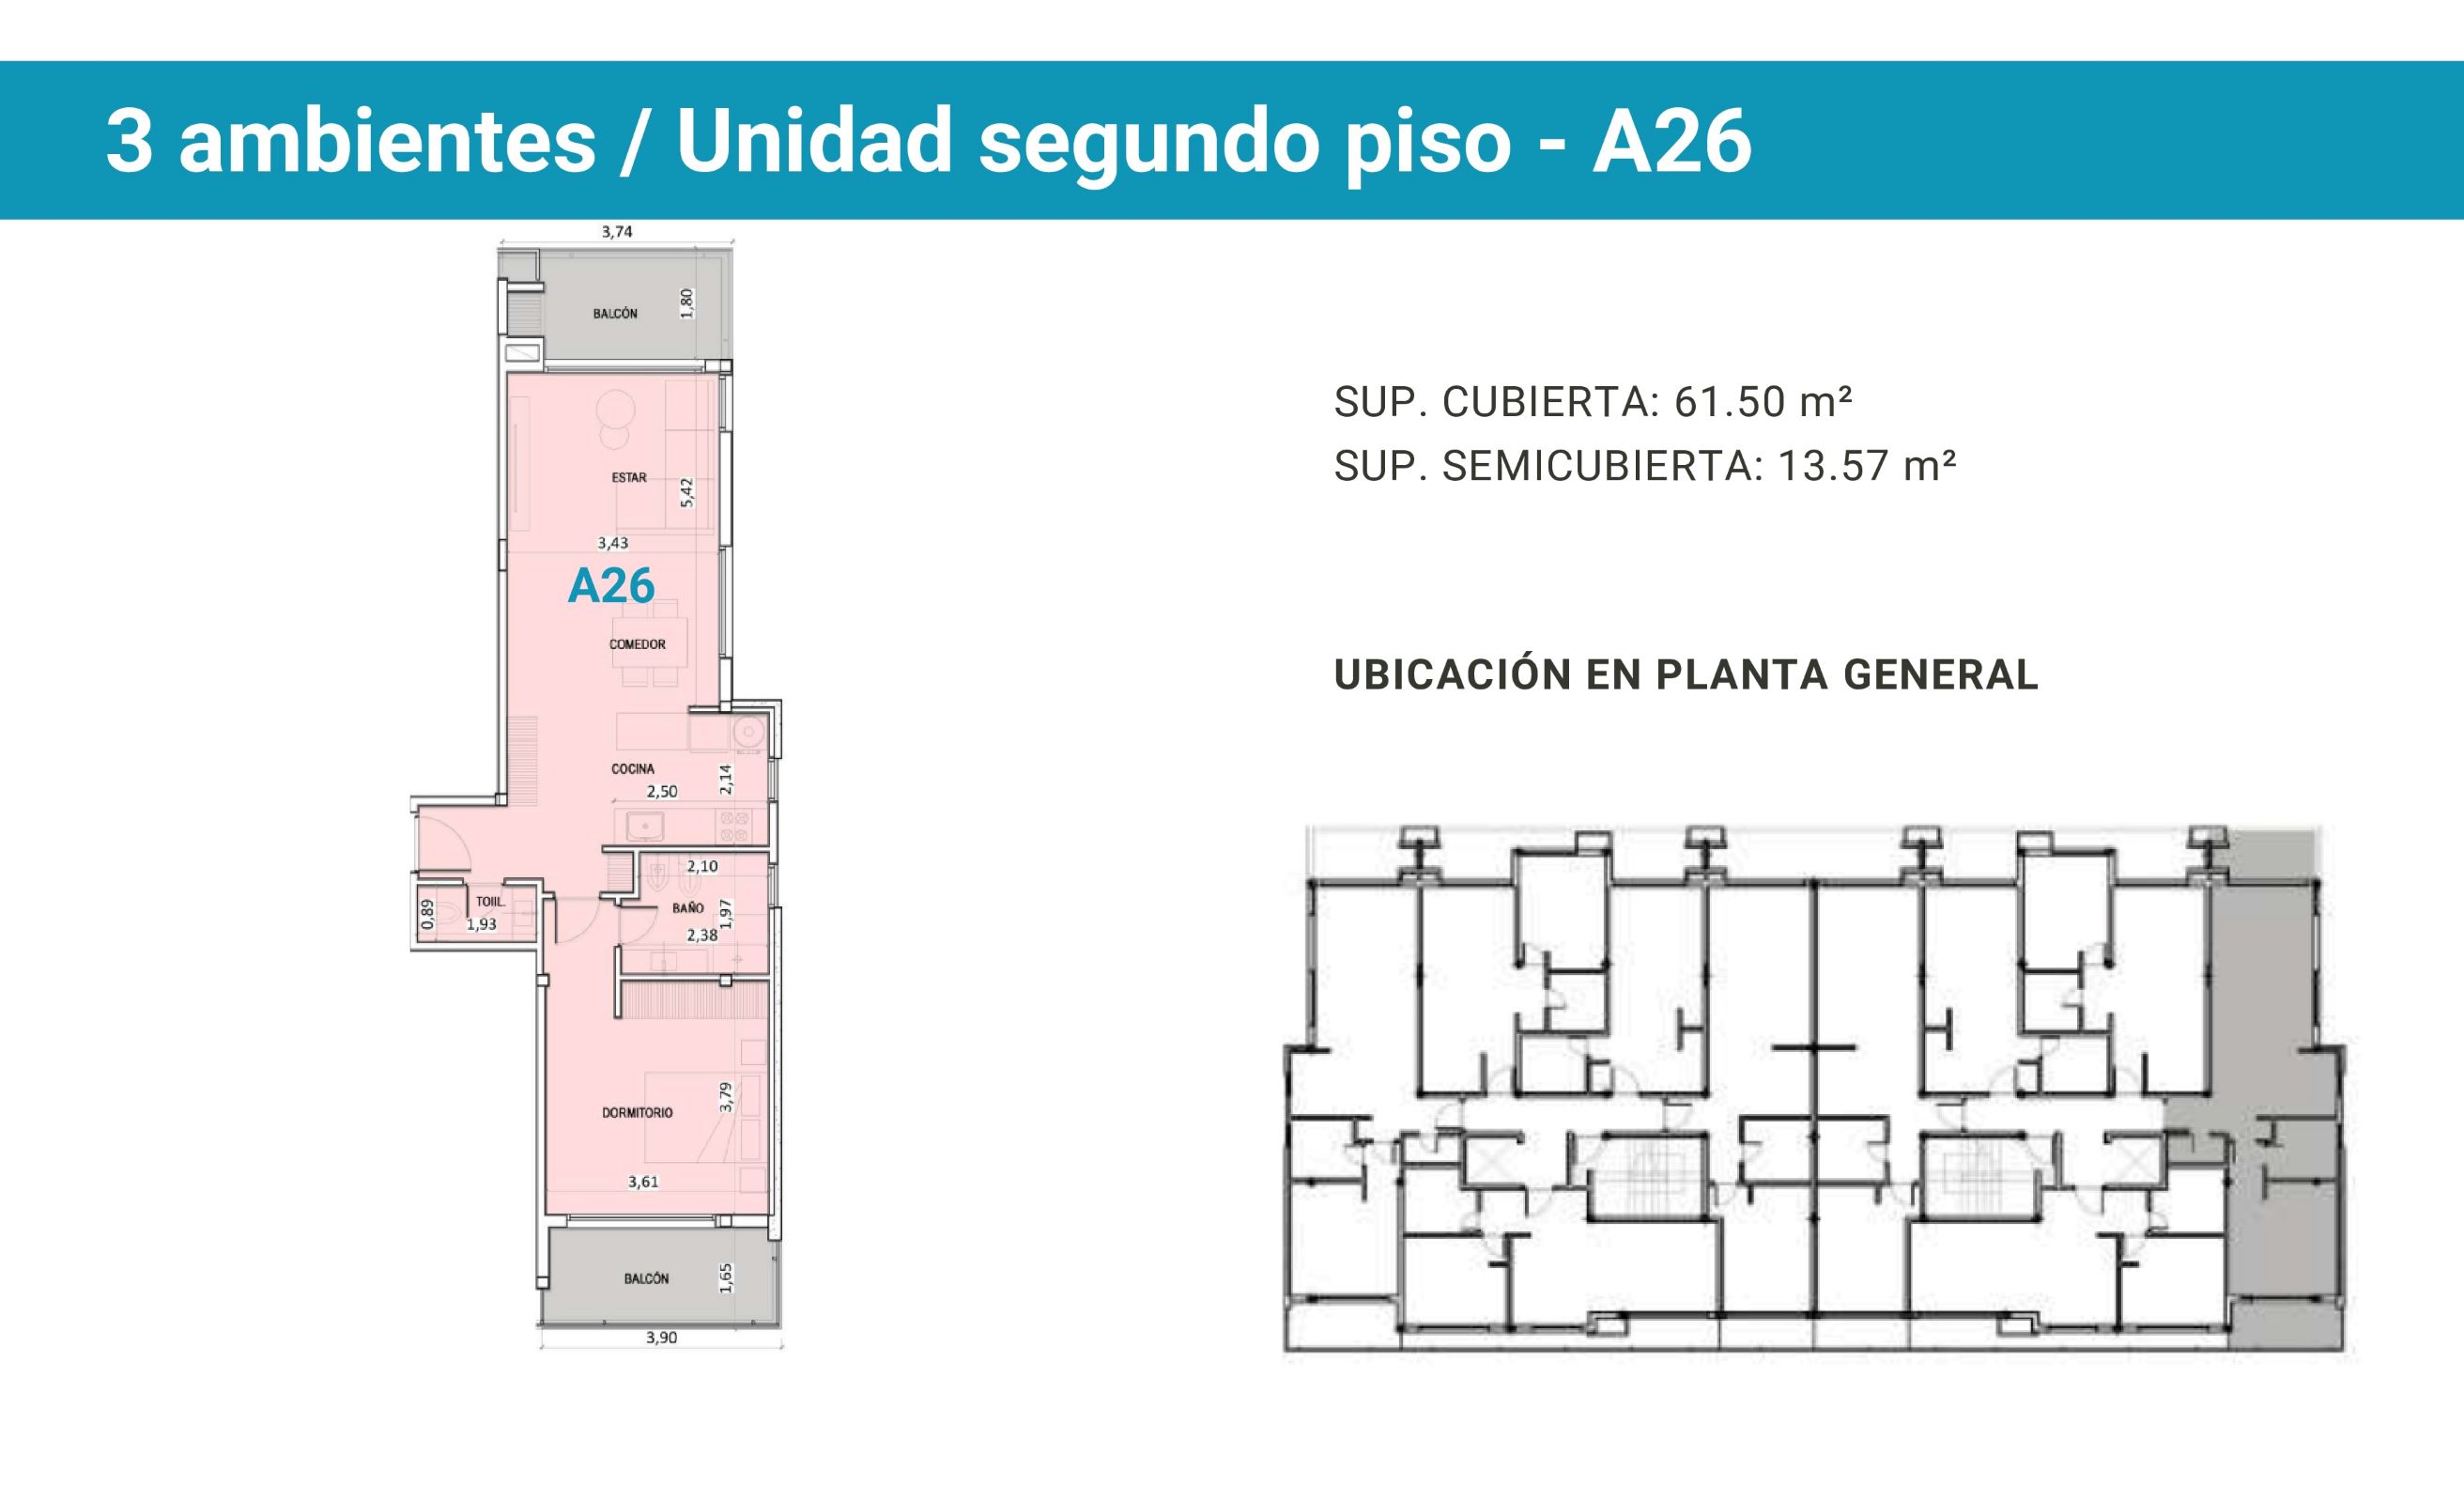 3 ambientes / Unidad segundo piso - A26
3,74
BALCÓN
1,80
ESTAR
5,42
3,43
A26
COMEDOR
COCINA
2,14
2,50
2,10
0,89
TOIIL.
1,93
BAÑO
1,97
2,38
DORMITORIO
3,79
3,61
BALCÓN
1,65
3,90
SUP. CUBIERTA: 61.50 m²
SUP. SEMICUBIERTA: 13.57 m²
UBICACIÓN EN PLANTA GENERAL